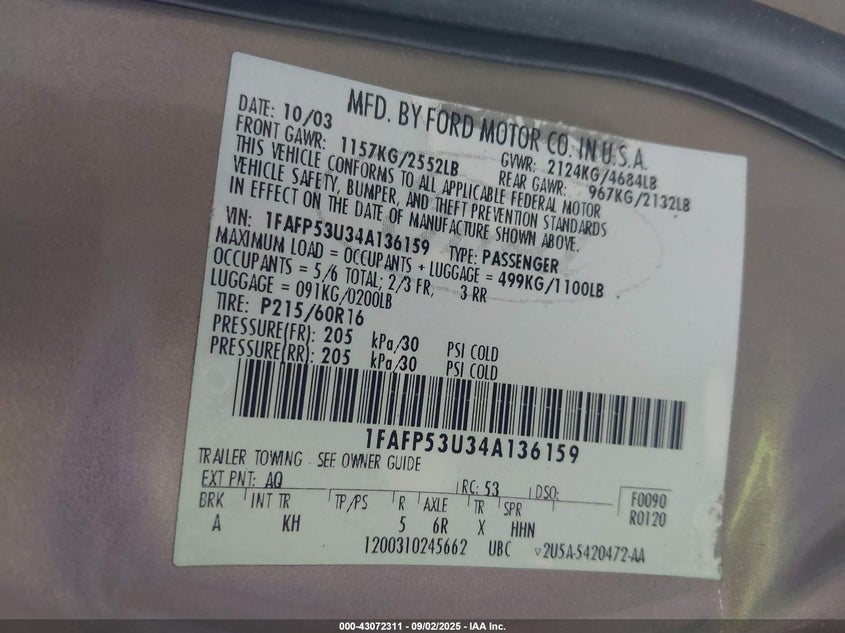 MFD. BY FORD MOTOR CO. IN U.S.A.
DATE: 10/03 GVWR: 2124KG/4684LB
FRONT GAWR: 1157KG/2552LB REAR GAWR: 967KG/2132LB
THIS VEHICLE CONFORMS TO ALL APPLICABLE FEDERAL MOTOR
VEHICLE SAFETY, BUMPER, AND THEFT PREVENTION STANDARDS
IN EFFECT ON THE DATE OF MANUFACTURE SHOWN ABOVE.
VIN: 1FAFP53U34A136159 TYPE: PASSENGER
MAXIMUM LOAD = OCCUPANTS + LUGGAGE = 499KG/1100LB
OCCUPANTS = 5/6 TOTAL; 2/3 FR, 3 RR
LUGGAGE = 091KG/0200LB
TIRE: P215/60R16
PRESSURE(FR): 205 kPa/30 PSI COLD
PRESSURE(RR): 205 kPa/30 PSI COLD
1FAFP53U34A136159
TRAILER TOWING - SEE OWNER GUIDE
EXT PNT: AQ RC: 53 DSO: F0090
BRK INT TR TP/PS R AXLE TR SPR R0120
A KH 5 6R X HHN
1200310245662 UBC 2U5A-5420472-AA
000-43072311 - 09/02/2025 - IAA Inc.